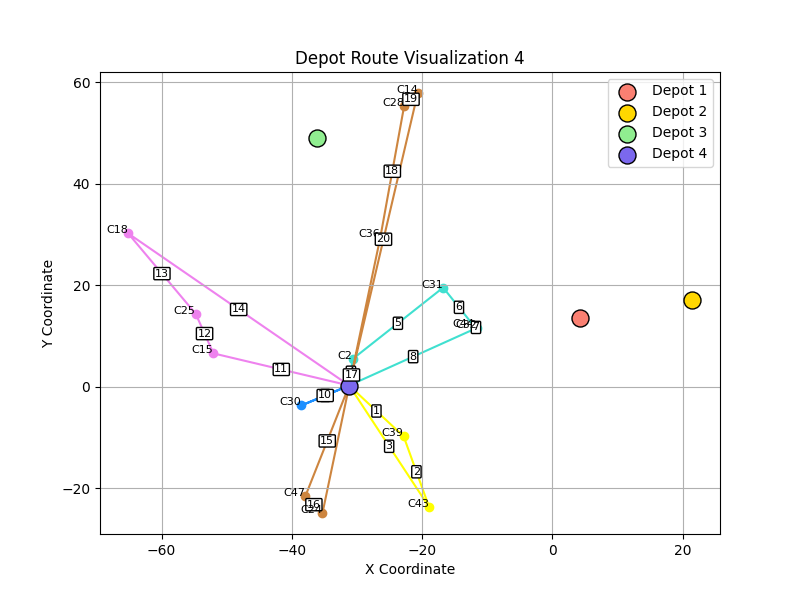 Depot Route Visualization 4
Depot 1
Depot 2
Depot 3
Depot 4
Y Coordinate
60
40
20
0
−20
C14
19
C28
18
C36
20
C18
13
14
C25
12
C15
11
C31
6
5
7
8
C2
17
C30
10
1
C39
3
2
C43
15
C47
16
C24
−60
−40
−20
0
20
X Coordinate